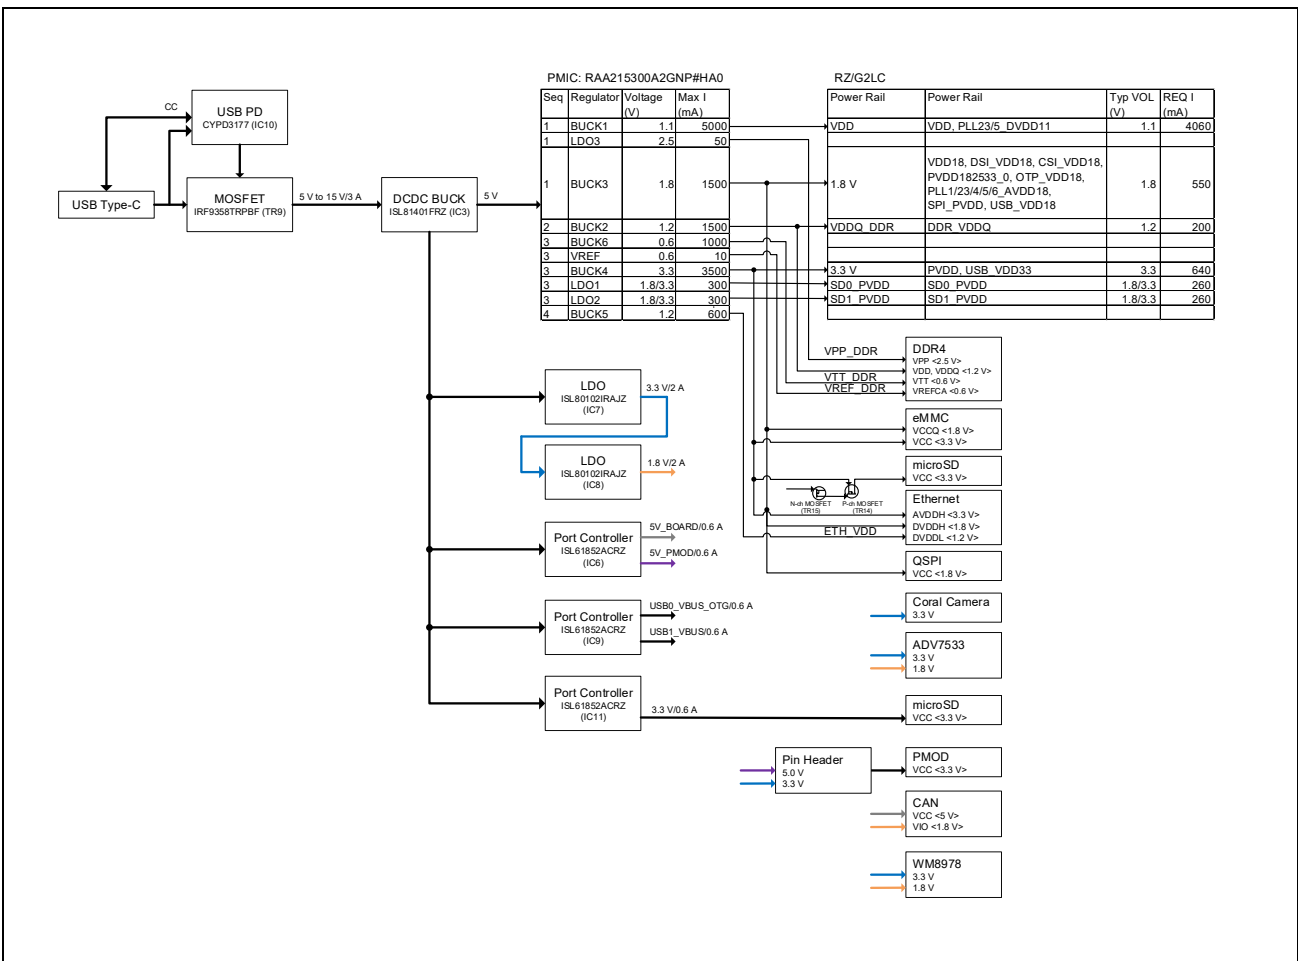 PMIC: RAA215300A2GNP#HA0
Seq Regulator Voltage (V) Max I (mA)
1 BUCK1 1.1 5000
1 LDO3 2.5 50
1 BUCK3 1.8 1500
2 BUCK2 1.2 1500
3 BUCK6 0.6 1000
3 VREF 0.6 10
3 BUCK4 3.3 3500
3 LDO1 1.8/3.3 300
3 LDO2 1.8/3.3 300
4 BUCK5 1.2 600
RZ/G2LC
Power Rail Power Rail Typ VOL (V) REQ I (mA)
VDD VDD, PLL23/5_DVDD11 1.1 4060
1.8 V
VDD18, DSI_VDD18, CSI_VDD18,
PVDD182533_0, OTP_VDD18,
PLL1/23/4/5/6_AVDD18,
SPI_PVDD, USB_VDD18
1.8 550
VDDQ_DDR DDR_VDDQ 1.2 200
3.3 V PVDD, USB_VDD33 3.3 640
SD0_PVDD SD0_PVDD 1.8/3.3 260
SD1_PVDD SD1_PVDD 1.8/3.3 260
CC
USB PD
CYPD3177 (IC10)
USB Type-C
MOSFET
IRF9358TRPBF (TR9)
5 V to 15 V/3 A
DCDC BUCK
ISL81401FRZ (IC3)
5 V
LDO
ISL80102IRAJZ
(IC7)
3.3 V/2 A
LDO
ISL80102IRAJZ
(IC8)
1.8 V/2 A
Port Controller
ISL61852ACRZ
(IC6)
5V_BOARD/0.6 A
5V_PMOD/0.6 A
Port Controller
ISL61852ACRZ
(IC9)
USB0_VBUS_OTG/0.6 A
USB1_VBUS/0.6 A
Port Controller
ISL61852ACRZ
(IC11)
3.3 V/0.6 A
VPP_DDR
VTT_DDR
VREF_DDR
DDR4
VPP <2.5 V>
VDD, VDDQ <1.2 V>
VTT <0.6 V>
VREFCA <0.6 V>
eMMC
VCCQ <1.8 V>
VCC <3.3 V>
microSD
VCC <3.3 V>
N-ch MOSFET
(TR15)
P-ch MOSFET
(TR14)
ETH_VDD
Ethernet
AVDDH <3.3 V>
DVDDH <1.8 V>
DVDDL <1.2 V>
QSPI
VCC <1.8 V>
Coral Camera
3.3 V
ADV7533
3.3 V
1.8 V
microSD
VCC <3.3 V>
Pin Header
5.0 V
3.3 V
PMOD
VCC <3.3 V>
CAN
VCC <5 V>
VIO <1.8 V>
WM8978
3.3 V
1.8 V